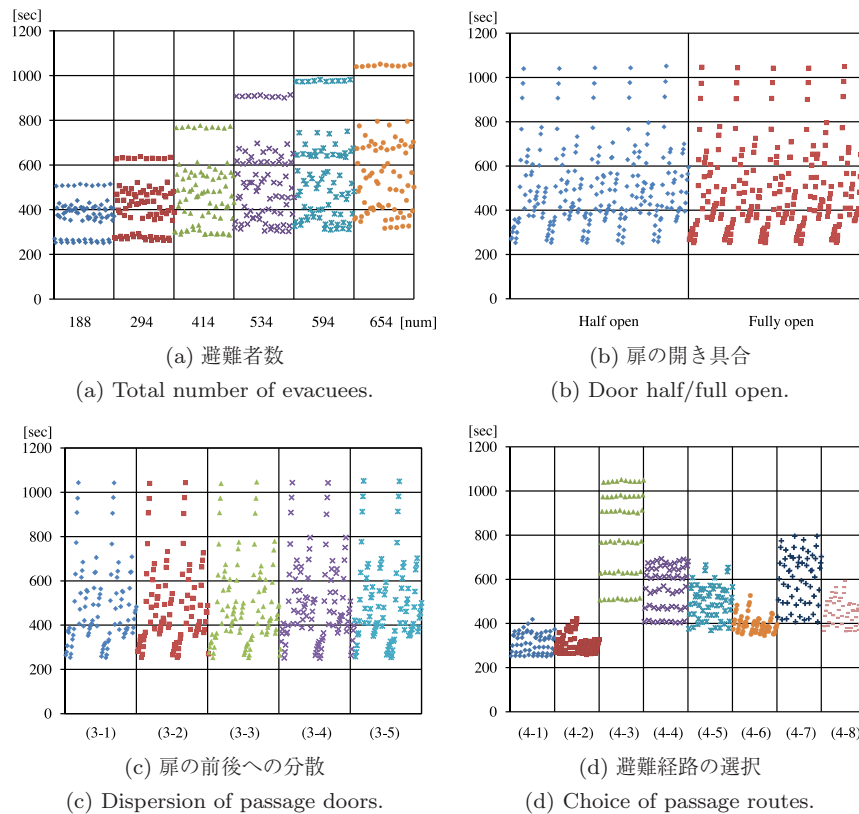 [sec]
1200
1000
800
600
400
200
0
188 294 414 534 594 654 [num]
(a) 避難者数
(a) Total number of evacuees.
[sec]
1200
1000
800
600
400
200
0
Half open Fully open
(b) 扉の開き具合
(b) Door half/full open.
[sec]
1200
1000
800
600
400
200
0
(3-1) (3-2) (3-3) (3-4) (3-5)
(c) 扉の前後への分散
(c) Dispersion of passage doors.
[sec]
1200
1000
800
600
400
200
0
(4-1) (4-2) (4-3) (4-4) (4-5) (4-6) (4-7) (4-8)
(d) 避難経路の選択
(d) Choice of passage routes.